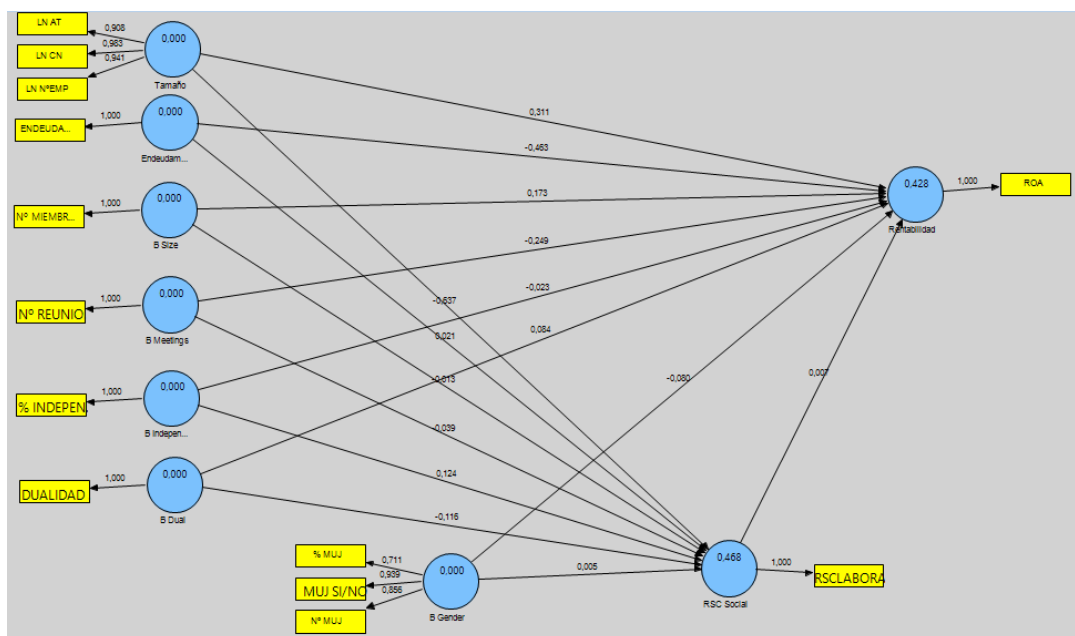 LN AT
0,908
0,000
LN CN
0,983
LN NºEMP
0,941
Tamaño
0,311
ENDEUDA...
1,000
0,000
Endeudam...
-0,463
Nº MIEMBR...
1,000
0,000
B Size
0,173
0,428
1,000
ROA
Rentabilidad
Nº REUNIO
1,000
0,000
B Meetings
-0,249
-0,023
-0,637
0,021
0,084
% INDEPEN.
1,000
0,000
B Indepen...
-0,013
-0,080
0,007
-0,039
DUALIDAD
1,000
0,000
B Dual
0,124
-0,116
% MUJ
0,711
0,000
MUJ SI/NO
0,939
Nº MUJ
0,856
B Gender
0,005
0,468
1,000
RSCLABORA
RSC Social